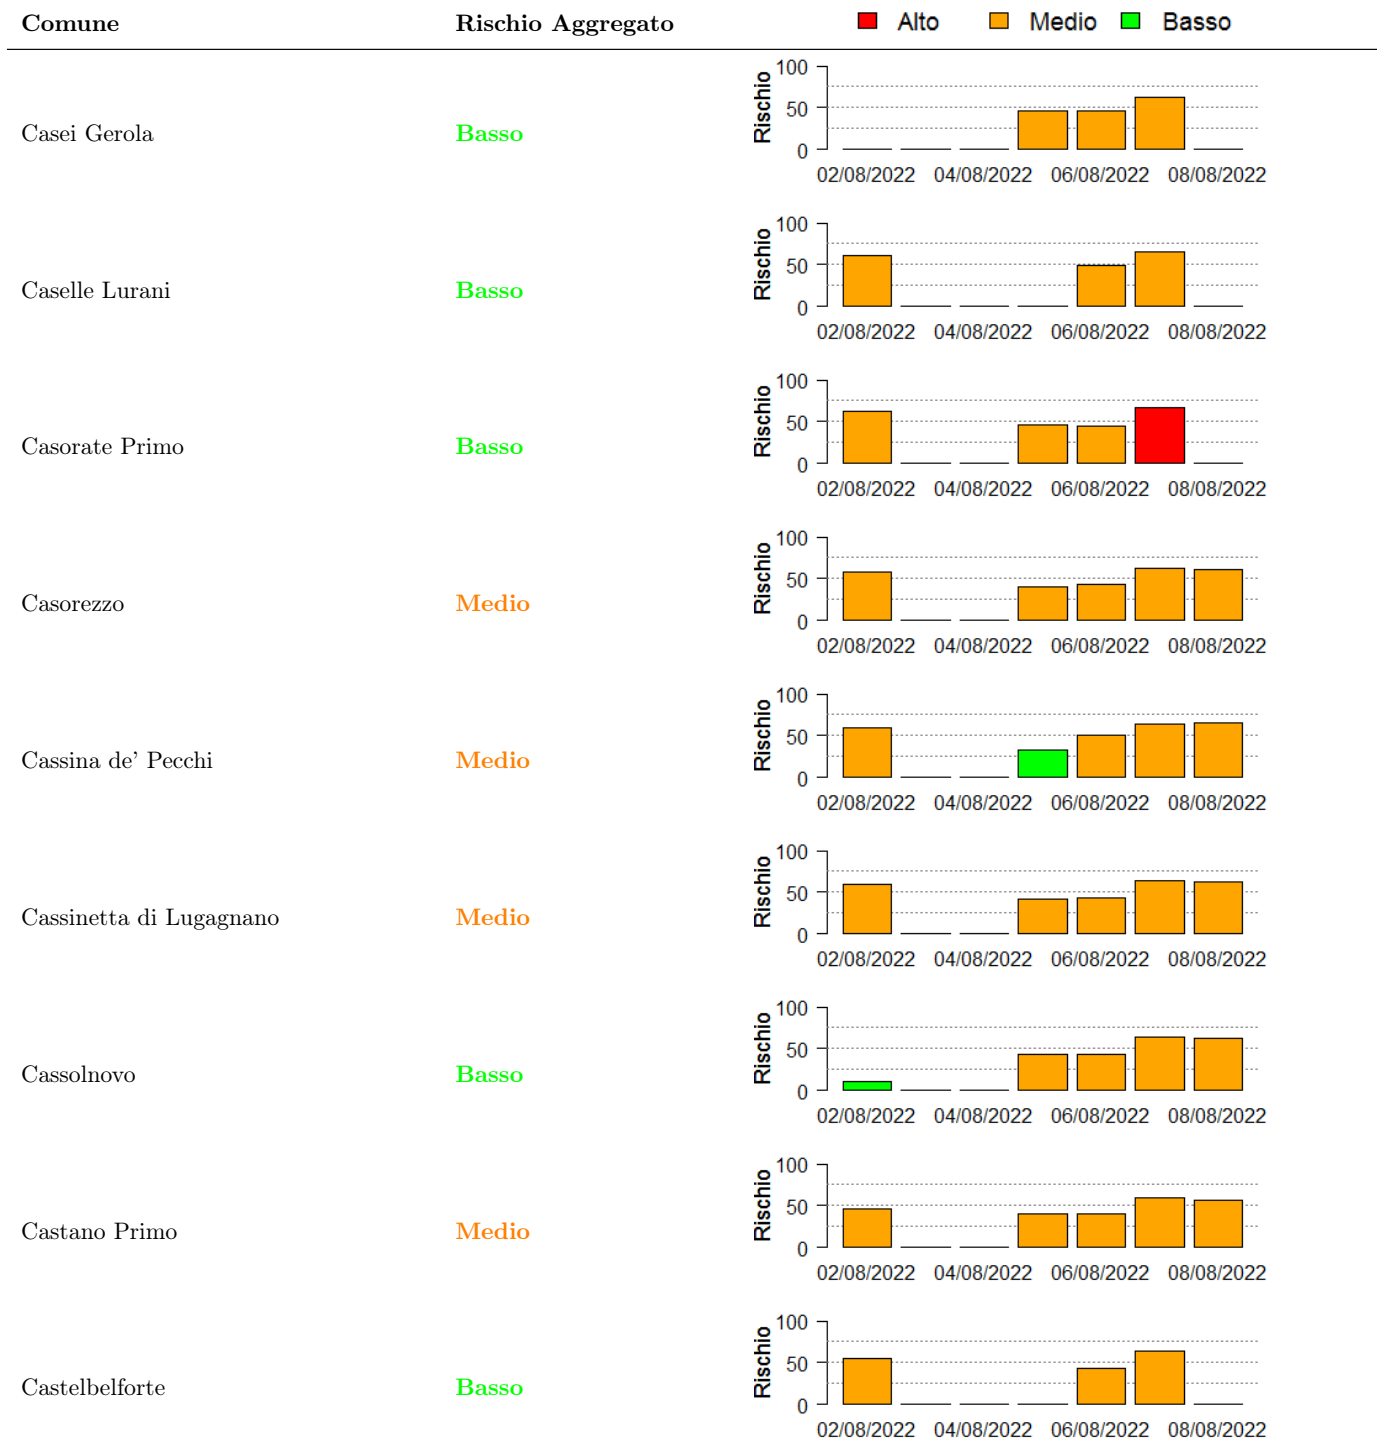 Comune Rischio Aggregato Alto Medio Basso
100
50
0
Rischio
Casei Gerola Basso
02/08/2022 04/08/2022 06/08/2022 08/08/2022
100
50
0
Rischio
Caselle Lurani Basso
02/08/2022 04/08/2022 06/08/2022 08/08/2022
100
50
0
Rischio
Casorate Primo Basso
02/08/2022 04/08/2022 06/08/2022 08/08/2022
100
50
0
Rischio
Casorezzo Medio
02/08/2022 04/08/2022 06/08/2022 08/08/2022
100
50
0
Rischio
Cassina de’ Pecchi Medio
02/08/2022 04/08/2022 06/08/2022 08/08/2022
100
50
0
Rischio
Cassinetta di Lugagnano Medio
02/08/2022 04/08/2022 06/08/2022 08/08/2022
100
50
0
Rischio
Cassolnovo Basso
02/08/2022 04/08/2022 06/08/2022 08/08/2022
100
50
0
Rischio
Castano Primo Medio
02/08/2022 04/08/2022 06/08/2022 08/08/2022
100
50
0
Rischio
Castelbelforte Basso
02/08/2022 04/08/2022 06/08/2022 08/08/2022